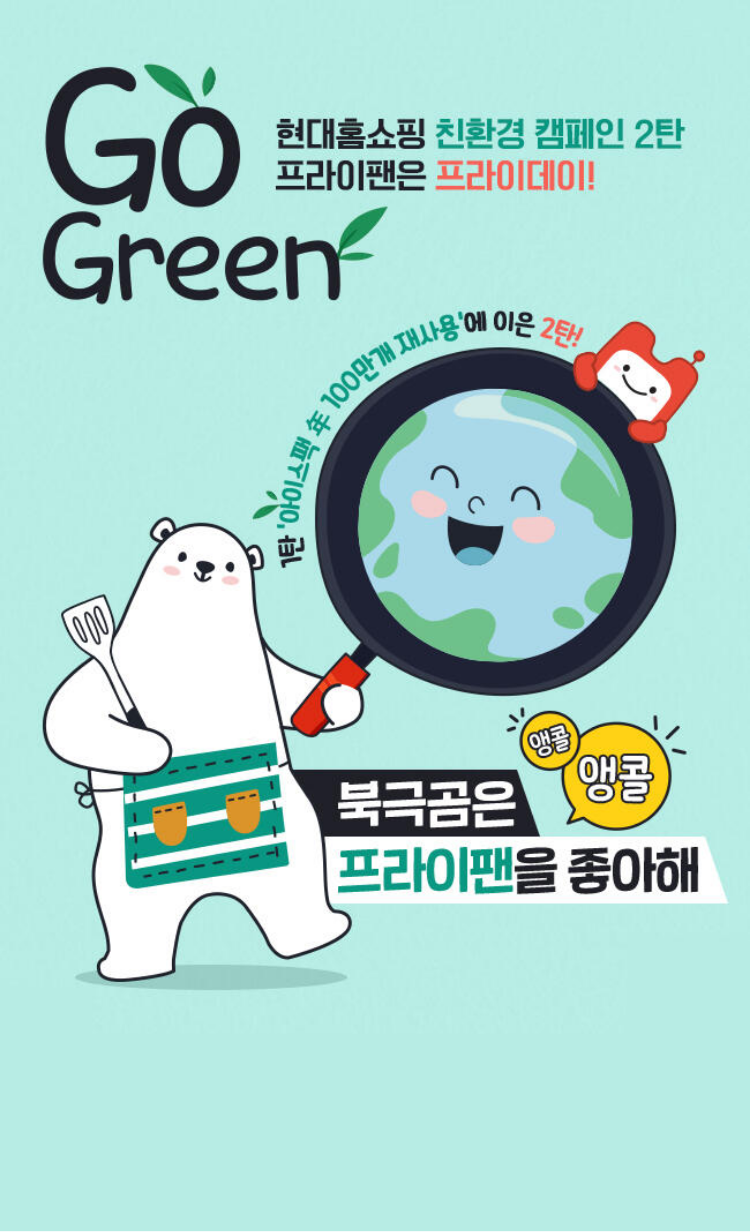 Go
Green
현대홈쇼핑 친환경 캠페인 2탄
프라이팬은 프라이데이!
1탄 '아이스팩 年 100만개 재사용'에 이은 2탄!
앵콜
앵콜
북극곰은
프라이팬을 좋아해